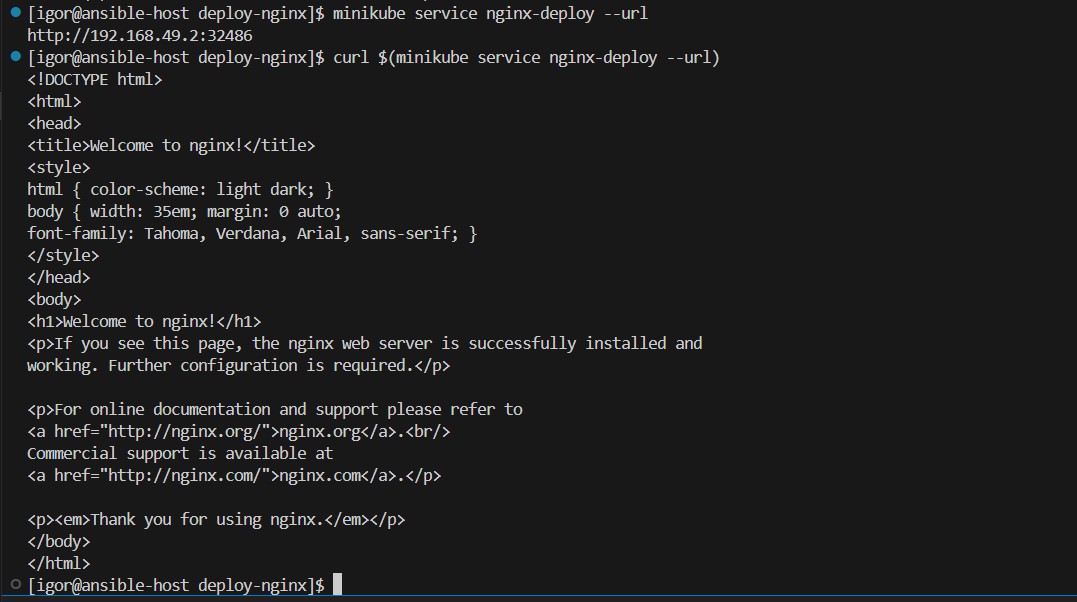 [igor@ansible-host deploy-nginx]$ minikube service nginx-deploy --url
http://192.168.49.2:32486
[igor@ansible-host deploy-nginx]$ curl $(minikube service nginx-deploy --url)
<!DOCTYPE html>
<html>
<head>
<title>Welcome to nginx!</title>
<style>
html { color-scheme: light dark; }
body { width: 35em; margin: 0 auto;
font-family: Tahoma, Verdana, Arial, sans-serif; }
</style>
</head>
<body>
<h1>Welcome to nginx!</h1>
<p>If you see this page, the nginx web server is successfully installed and
working. Further configuration is required.</p>

<p>For online documentation and support please refer to
<a href="http://nginx.org/">nginx.org</a>.<br/>
Commercial support is available at
<a href="http://nginx.com/">nginx.com</a>.</p>

<p><em>Thank you for using nginx.</em></p>
</body>
</html>
[igor@ansible-host deploy-nginx]$